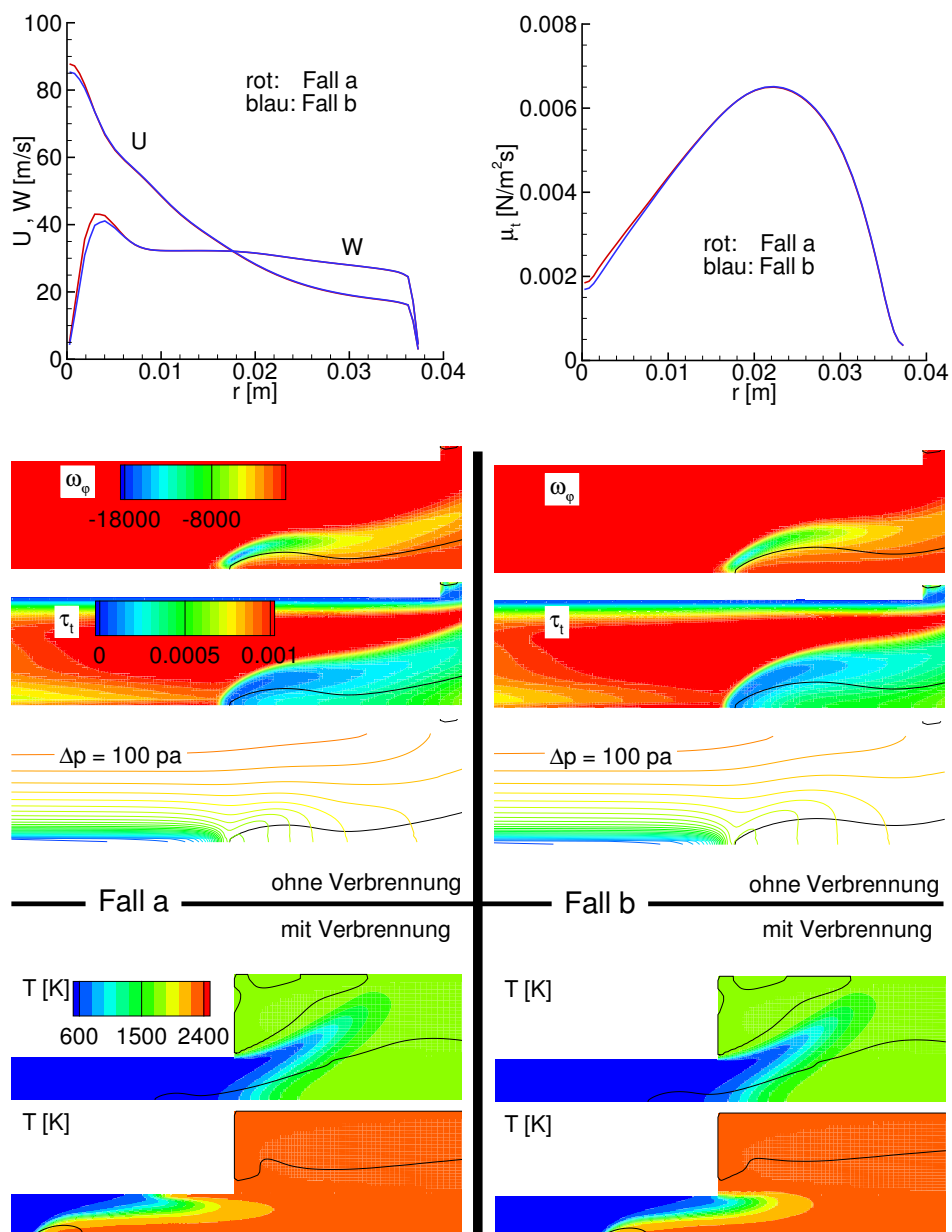 100
80
60
40
20
0
U , W [m/s]
rot: Fall a
blau: Fall b
U
W
0 0.01 0.02 0.03 0.04
r [m]
0.008
0.006
0.004
0.002
0
μt [N/m²s]
rot: Fall a
blau: Fall b
0 0.01 0.02 0.03 0.04
r [m]
ωφ
-18000 -8000
ωφ
τt
0 0.0005 0.001
τt
Δp = 100 pa
Δp = 100 pa
ohne Verbrennung
Fall a
mit Verbrennung
ohne Verbrennung
Fall b
mit Verbrennung
T [K]
600 1500 2400
T [K]
T [K]
T [K]